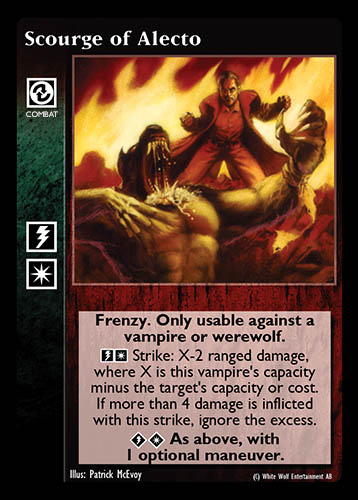 Scourge of Alecto
COMBAT
Frenzy. Only usable against a
vampire or werewolf.
Strike: X-2 ranged damage,
where X is this vampire's capacity
minus the target's capacity or cost.
If more than 4 damage is inflicted
with this strike, ignore the excess.
As above, with
1 optional maneuver.
Illus: Patrick McEvoy
(C) White Wolf Entertainment AB